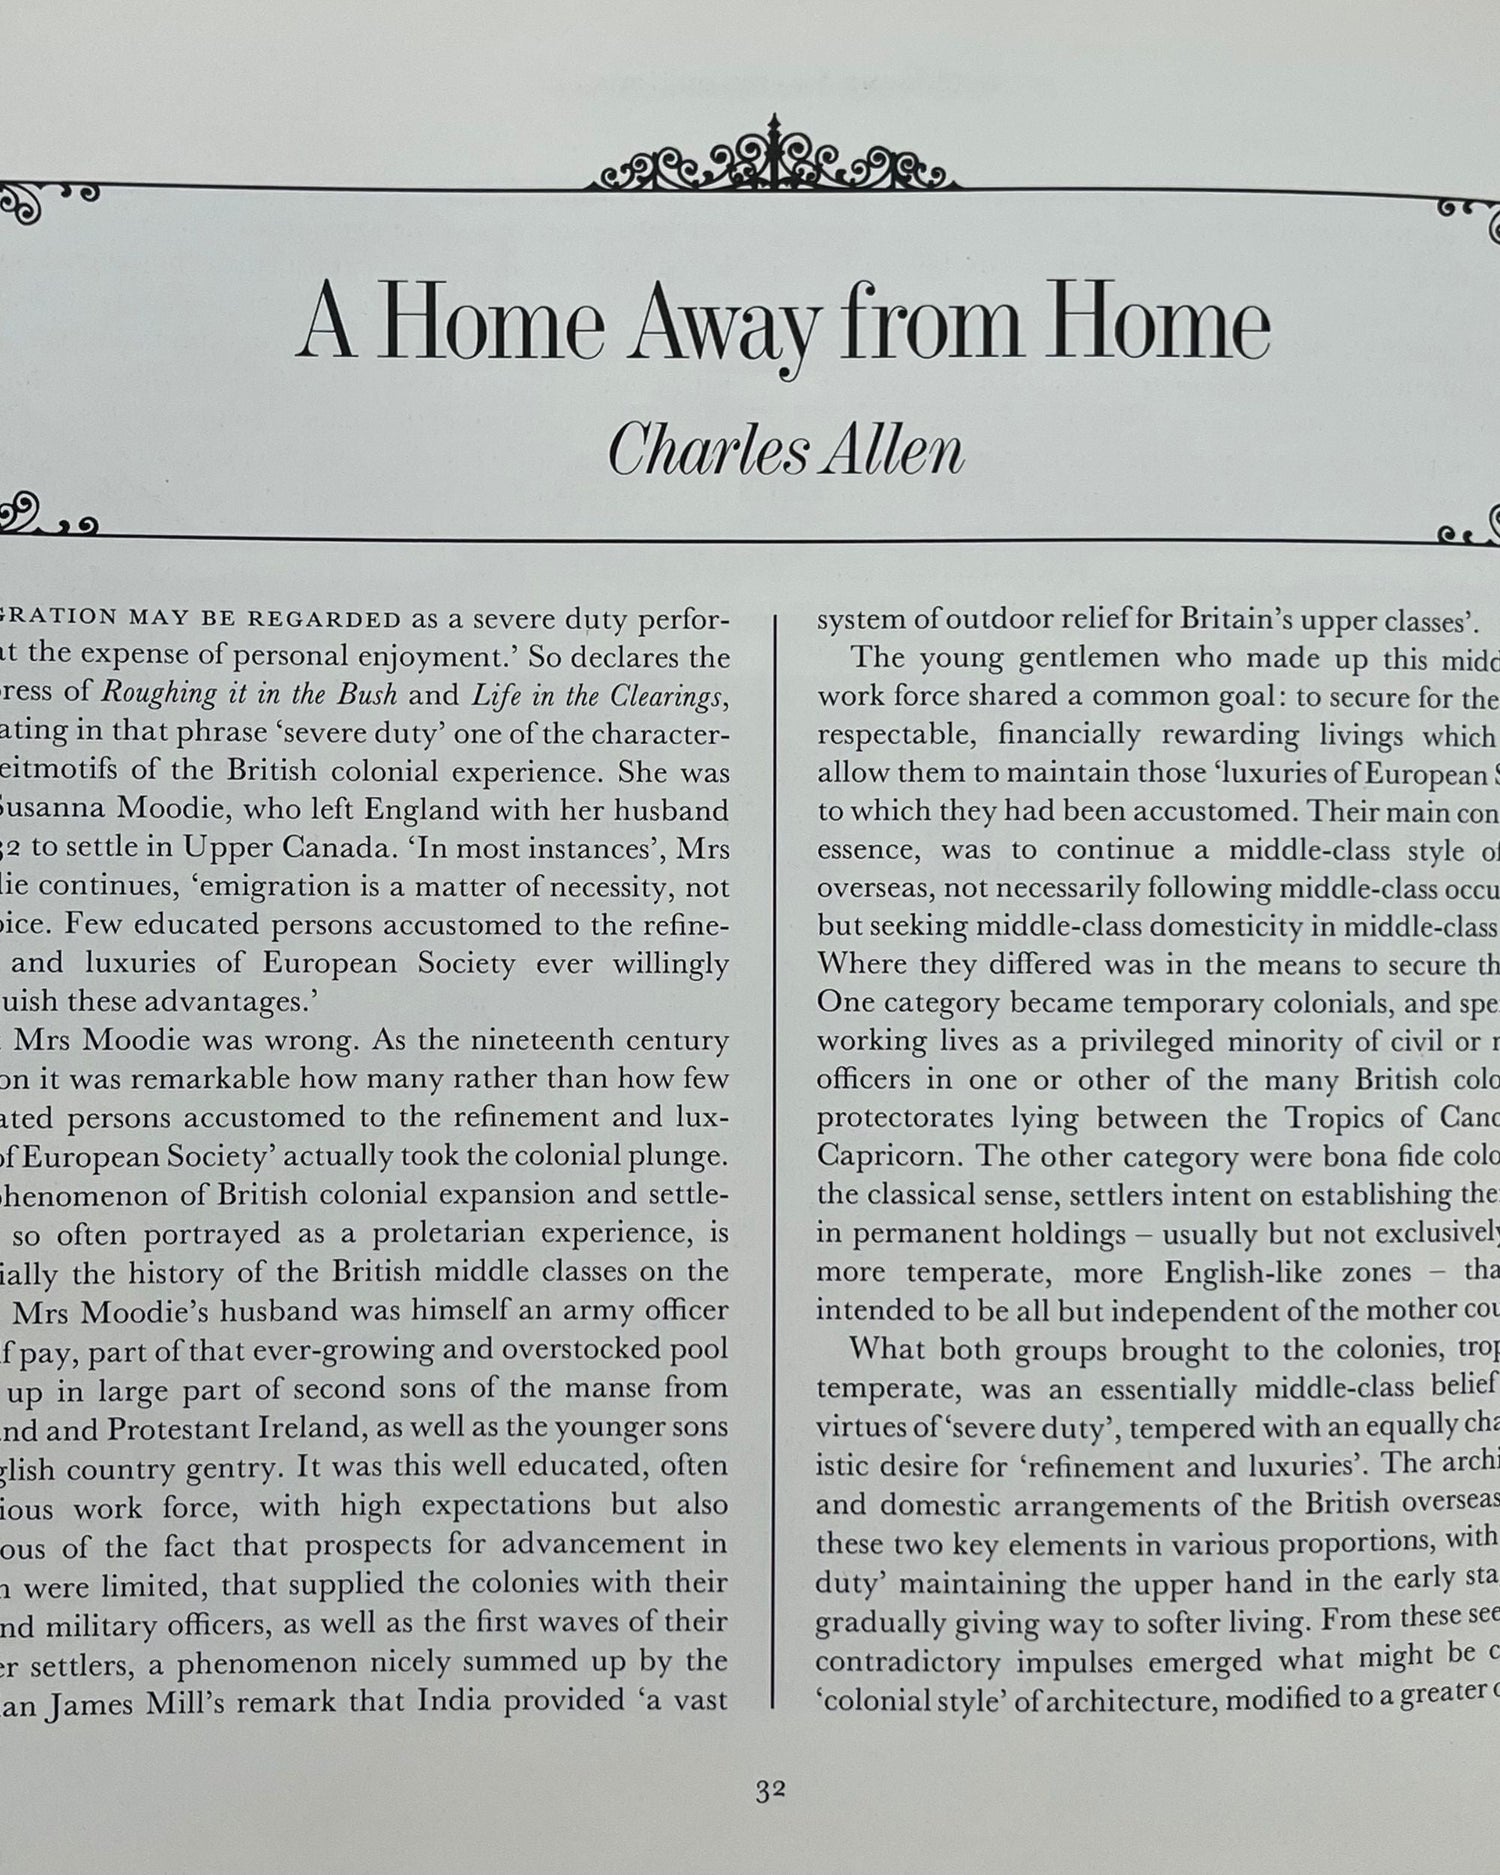 A Home Away from Home
Charles Allen
GRATION MAY BE REGARDED as a severe duty perfor-
at the expense of personal enjoyment.’ So declares the
ress of Roughing it in the Bush and Life in the Clearings,
ating in that phrase ‘severe duty’ one of the character-
eitmotifs of the British colonial experience. She was
Susanna Moodie, who left England with her husband
32 to settle in Upper Canada. ‘In most instances’, Mrs
lie continues, ‘emigration is a matter of necessity, not
oice. Few educated persons accustomed to the refine-
and luxuries of European Society ever willingly
uish these advantages.’
Mrs Moodie was wrong. As the nineteenth century
on it was remarkable how many rather than how few
ated persons accustomed to the refinement and lux-
of European Society’ actually took the colonial plunge.
phenomenon of British colonial expansion and settle-
so often portrayed as a proletarian experience, is
ially the history of the British middle classes on the
Mrs Moodie’s husband was himself an army officer
f pay, part of that ever-growing and overstocked pool
up in large part of second sons of the manse from
and and Protestant Ireland, as well as the younger sons
glish country gentry. It was this well educated, often
ious work force, with high expectations but also
ous of the fact that prospects for advancement in
n were limited, that supplied the colonies with their
nd military officers, as well as the first waves of their
er settlers, a phenomenon nicely summed up by the
an James Mill’s remark that India provided ‘a vast
system of outdoor relief for Britain’s upper classes’.
The young gentlemen who made up this midd
work force shared a common goal: to secure for the
respectable, financially rewarding livings which
allow them to maintain those ‘luxuries of European S
to which they had been accustomed. Their main con
essence, was to continue a middle-class style of
overseas, not necessarily following middle-class occu
but seeking middle-class domesticity in middle-class
Where they differed was in the means to secure th
One category became temporary colonials, and spe
working lives as a privileged minority of civil or m
officers in one or other of the many British colo
protectorates lying between the Tropics of Canc
Capricorn. The other category were bona fide colo
the classical sense, settlers intent on establishing the
in permanent holdings – usually but not exclusively
more temperate, more English-like zones – tha
intended to be all but independent of the mother cou
What both groups brought to the colonies, trop
temperate, was an essentially middle-class belief
virtues of ‘severe duty’, tempered with an equally cha
istic desire for ‘refinement and luxuries’. The archi
and domestic arrangements of the British overseas
these two key elements in various proportions, with
duty’ maintaining the upper hand in the early sta
gradually giving way to softer living. From these see
contradictory impulses emerged what might be c
‘colonial style’ of architecture, modified to a greater o
32